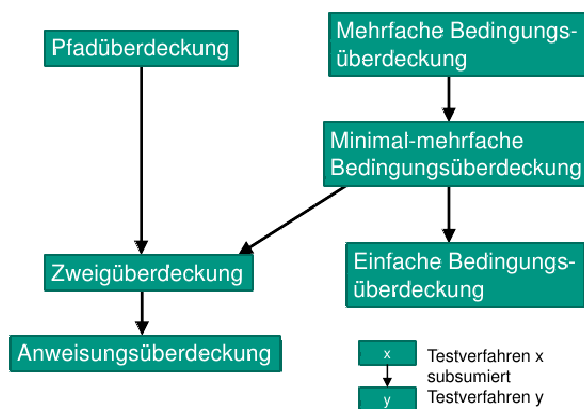 Pfadüberdeckung
Mehrfache Bedingungs-
überdeckung
Minimal-mehrfache
Bedingungsüberdeckung
Zweigüberdeckung
Einfache Bedingungs-
überdeckung
Anweisungsüberdeckung
x
Testverfahren x
subsumiert
y
Testverfahren y